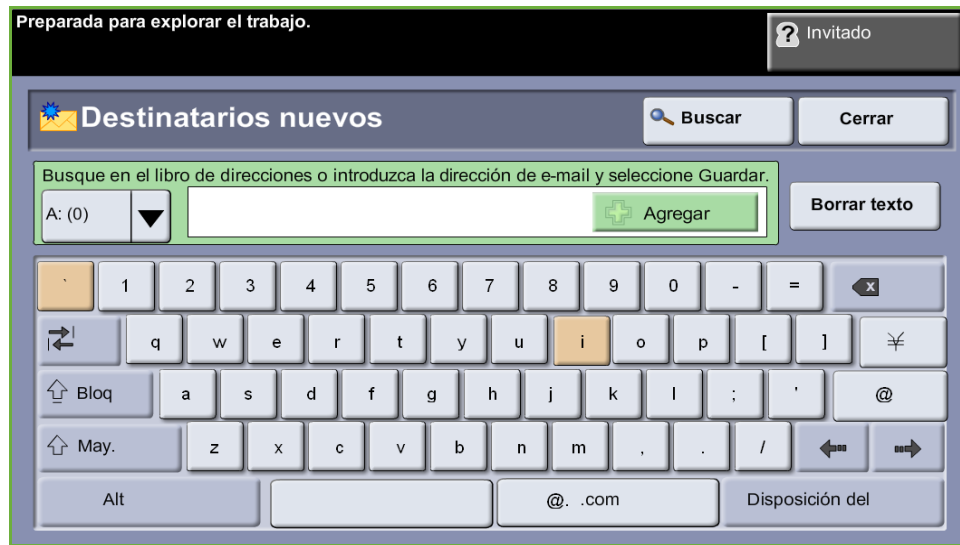 Preparada para explorar el trabajo.
? Invitado
Destinatarios nuevos
Buscar
Cerrar
Busque en el libro de direcciones o introduzca la dirección de e-mail y seleccione Guardar.
A: (0)
Agregar
Borrar texto
` 1 2 3 4 5 6 7 8 9 0 - = x
q w e r t y u i o p [ ] ¥
Bloq a s d f g h j k l ; ' @
May. z x c v b n m , . /
Alt @. .com Disposición del